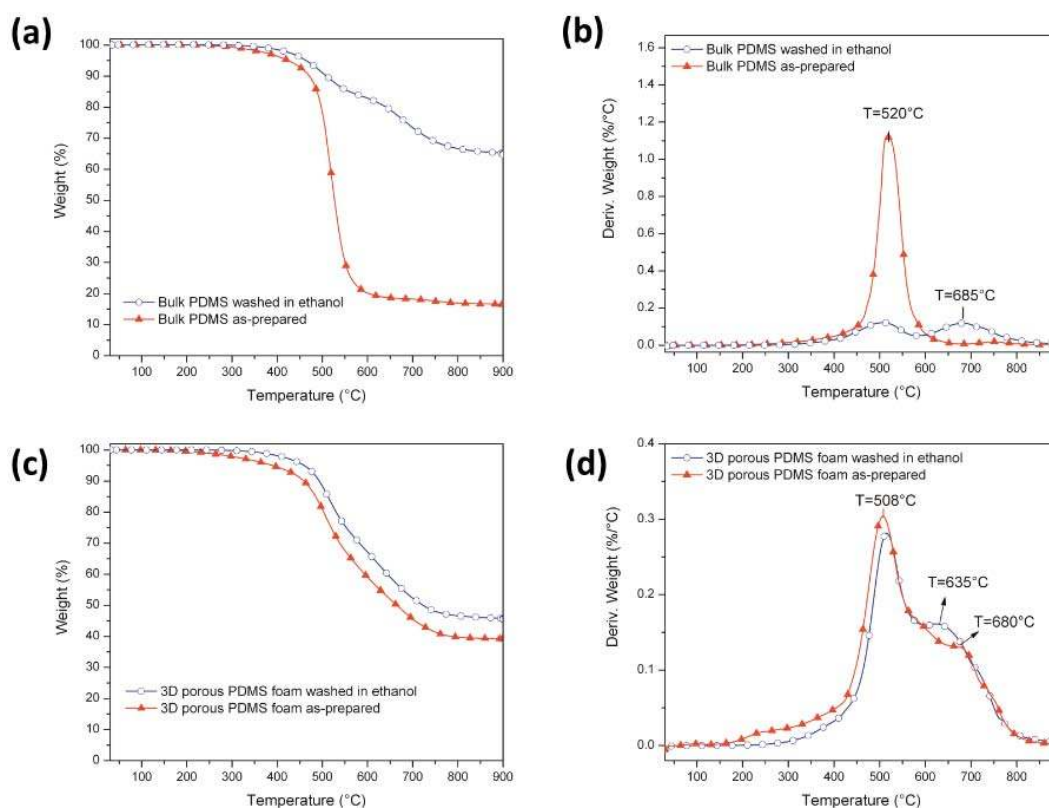 (a)
100
90
80
70
60
50
40
30
20
10
0
Weight (%)
Bulk PDMS washed in ethanol
Bulk PDMS as-prepared
100 200 300 400 500 600 700 800 900
Temperature (°C)
(b)
1.6
1.4
1.2
1.0
0.8
0.6
0.4
0.2
0.0
Deriv. Weight (%/°C)
Bulk PDMS washed in ethanol
Bulk PDMS as-prepared
T=520°C
T=685°C
100 200 300 400 500 600 700 800
Temperature (°C)
(c)
100
90
80
70
60
50
40
30
20
10
0
Weight (%)
3D porous PDMS foam washed in ethanol
3D porous PDMS foam as-prepared
100 200 300 400 500 600 700 800 900
Temperature (°C)
(d)
0.4
0.3
0.2
0.1
0.0
Deriv. Weight (%/°C)
3D porous PDMS foam washed in ethanol
3D porous PDMS foam as-prepared
T=508°C
T=635°C
T=680°C
100 200 300 400 500 600 700 800
Temperature (°C)